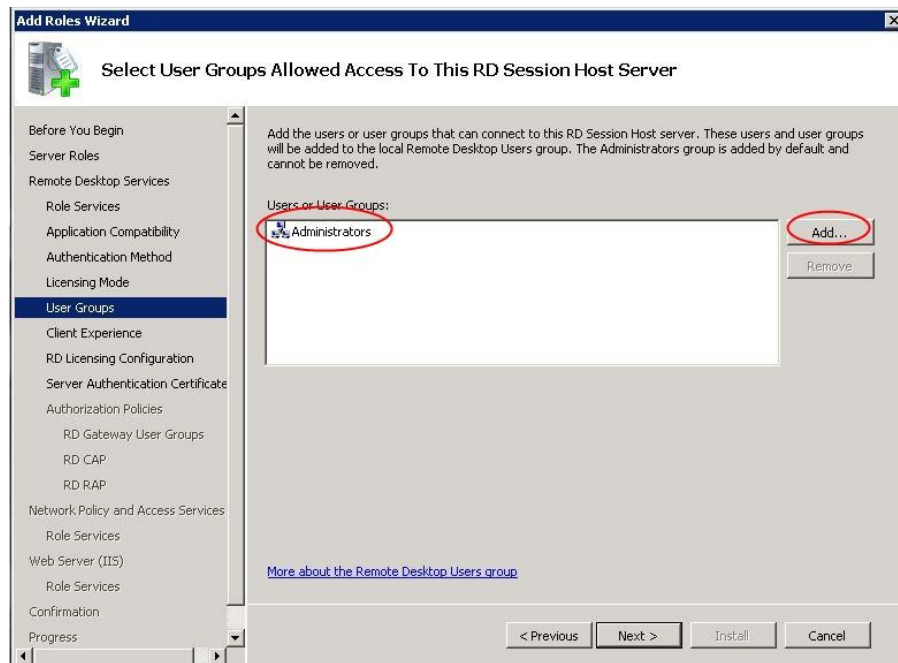 Add Roles Wizard
Select User Groups Allowed Access To This RD Session Host Server
Before You Begin
Server Roles
Remote Desktop Services
Role Services
Application Compatibility
Authentication Method
Licensing Mode
User Groups
Client Experience
RD Licensing Configuration
Server Authentication Certificate
Authorization Policies
RD Gateway User Groups
RD CAP
RD RAP
Network Policy and Access Services
Role Services
Web Server (IIS)
Role Services
Confirmation
Progress
Add the users or user groups that can connect to this RD Session Host server. These users and user groups
will be added to the local Remote Desktop Users group. The Administrators group is added by default and
cannot be removed.
Users or User Groups:
Administrators
Add...
Remove
More about the Remote Desktop Users group
< Previous
Next >
Install
Cancel